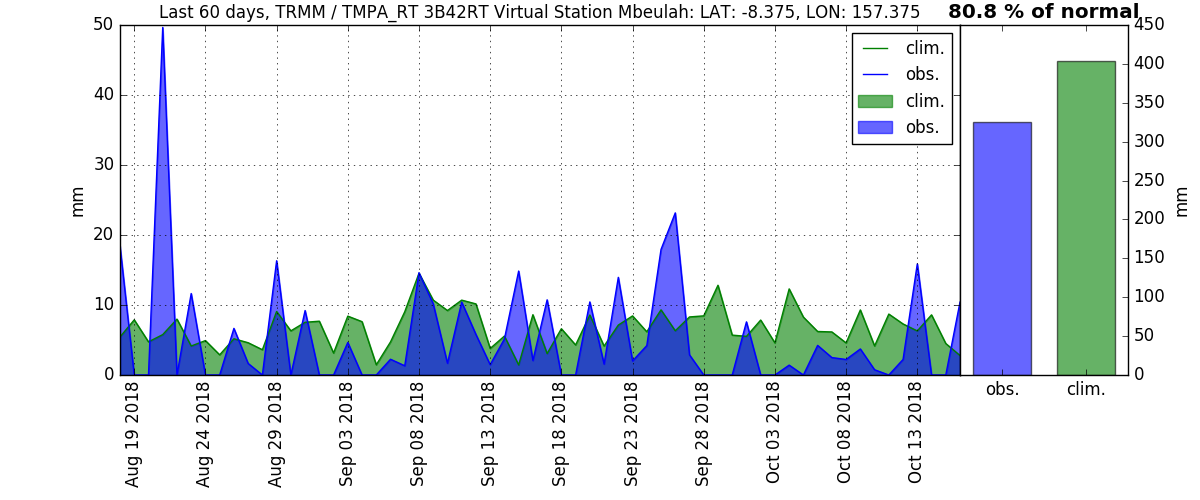 Last 60 days, TRMM / TMPA_RT 3B42RT Virtual Station Mbeulah: LAT: -8.375, LON: 157.375
80.8 % of normal
50
40
30
20
10
0
mm
clim.
obs.
clim.
obs.
450
400
350
300
250
200
150
100
50
0
mm
obs.
clim.
Aug 19 2018
Aug 24 2018
Aug 29 2018
Sep 03 2018
Sep 08 2018
Sep 13 2018
Sep 18 2018
Sep 23 2018
Sep 28 2018
Oct 03 2018
Oct 08 2018
Oct 13 2018